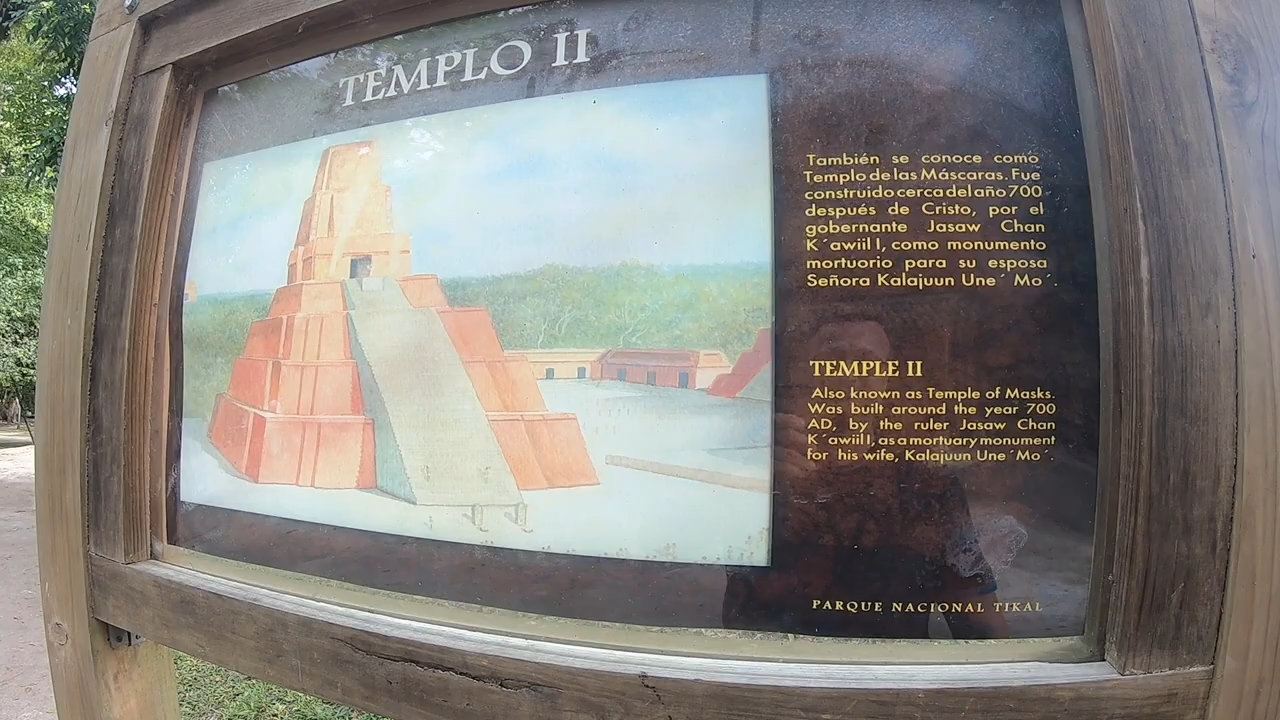 TEMPLO II
También se conoce como
Templo de las Máscaras. Fue
construido cerca del año 700
después de Cristo, por el
gobernante Jasaw Chan
K´awiil I, como monumento
mortuorio para su esposa
Señora Kalajuun Une´ Mo´.
TEMPLE II
Also known as Temple of Masks.
Was built around the year 700
AD, by the ruler Jasaw Chan
K´awiil I, as a mortuary monument
for his wife, Kalajuun Une´Mo´.
PARQUE NACIONAL TIKAL